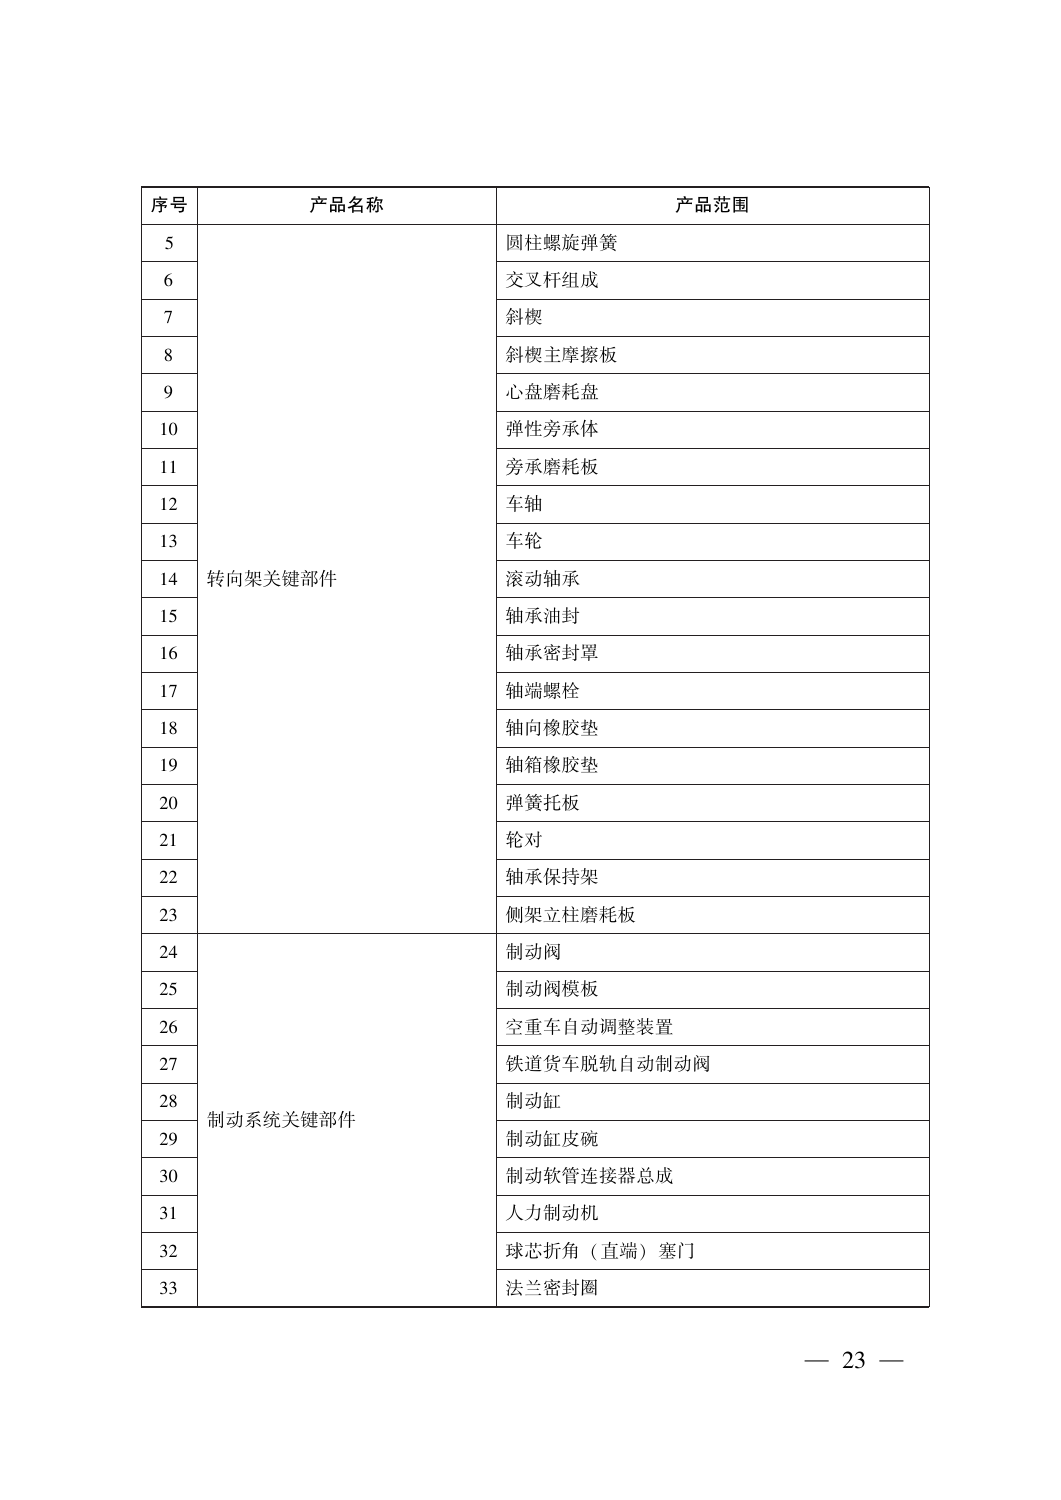 序号 产品名称 产品范围
5 圆柱螺旋弹簧
6 交叉杆组成
7 斜楔
8 斜楔主摩擦板
9 心盘磨耗盘
10 弹性旁承体
11 旁承磨耗板
12 车轴
13 车轮
14 转向架关键部件 滚动轴承
15 轴承油封
16 轴承密封罩
17 轴端螺栓
18 轴向橡胶垫
19 轴箱橡胶垫
20 弹簧托板
21 轮对
22 轴承保持架
23 侧架立柱磨耗板
24 制动阀
25 制动阀模板
26 空重车自动调整装置
27 铁道货车脱轨自动制动阀
28 制动缸
制动系统关键部件
29 制动缸皮碗
30 制动软管连接器总成
31 人力制动机
32 球芯折角（直端）塞门
33 法兰密封圈
— 23 —